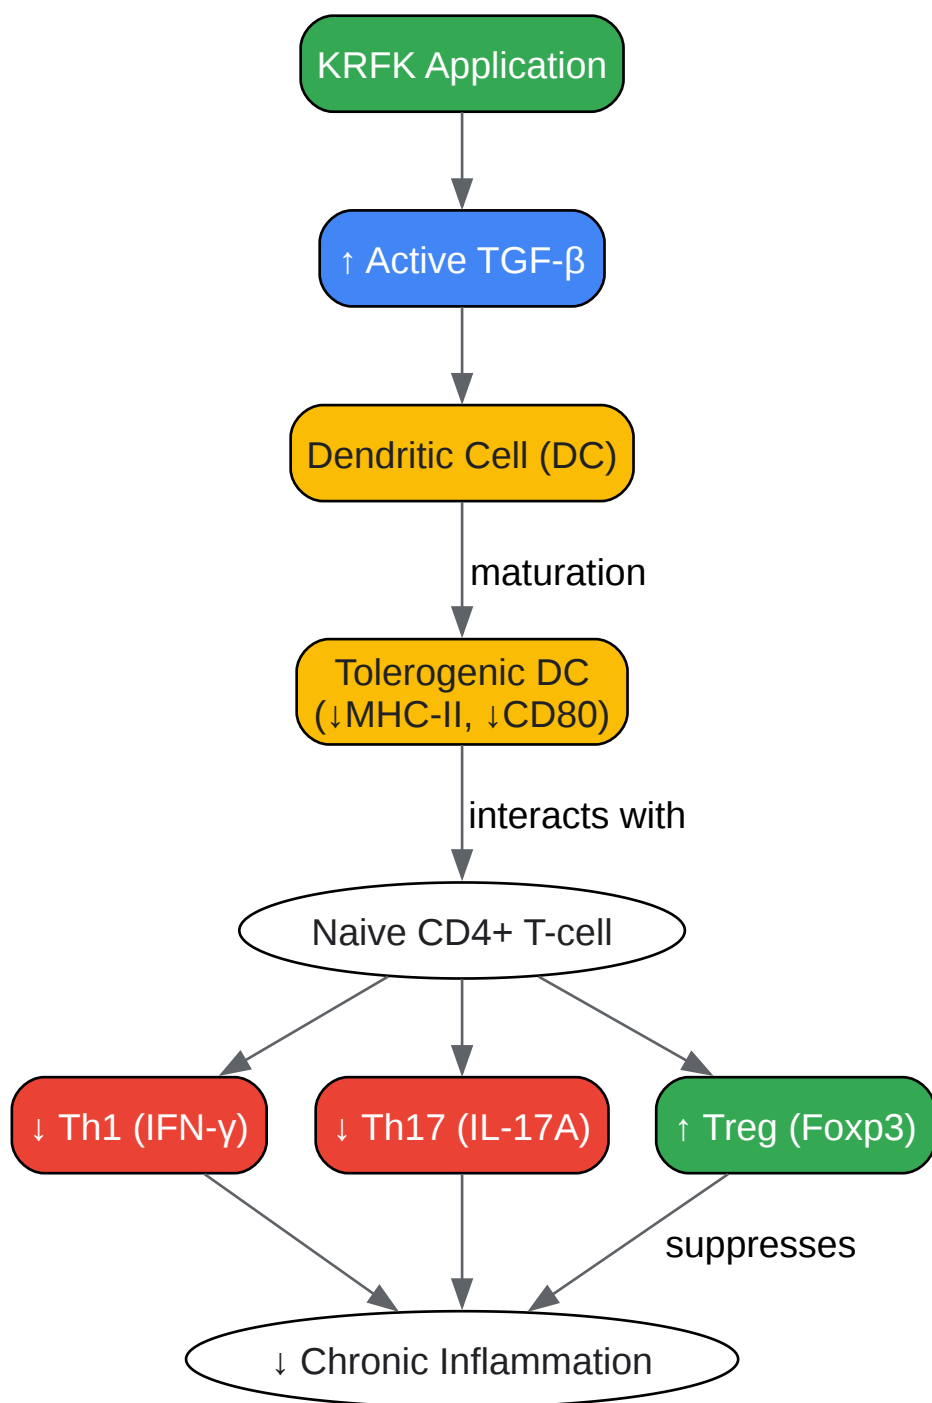 KRFK Application
↑ Active TGF-β
Dendritic Cell (DC)
maturation
Tolerogenic DC
(↓MHC-II, ↓CD80)
interacts with
Naive CD4+ T-cell
↓ Th1 (IFN-γ)
↓ Th17 (IL-17A)
↑ Treg (Foxp3)
suppresses
↓ Chronic Inflammation